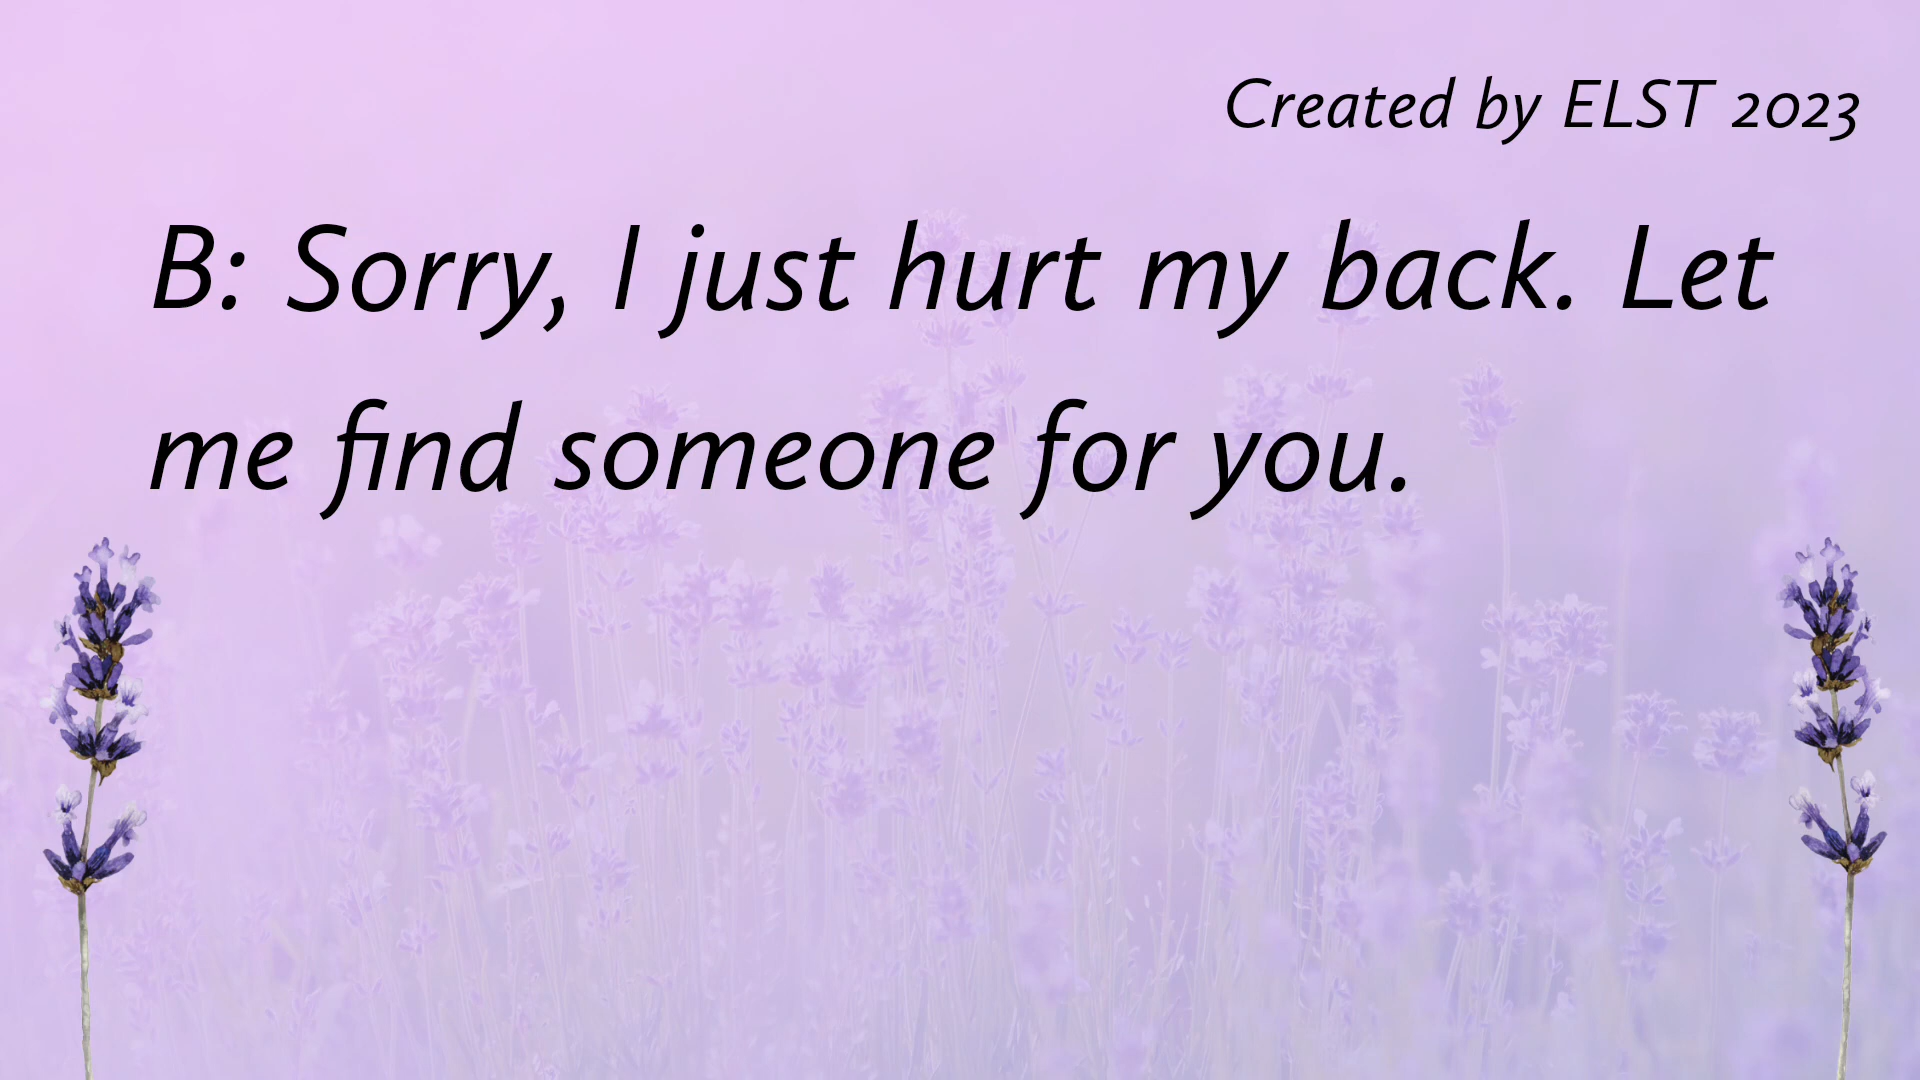 Created by ELST 2023
B: Sorry, I just hurt my back. Let
me find someone for you.